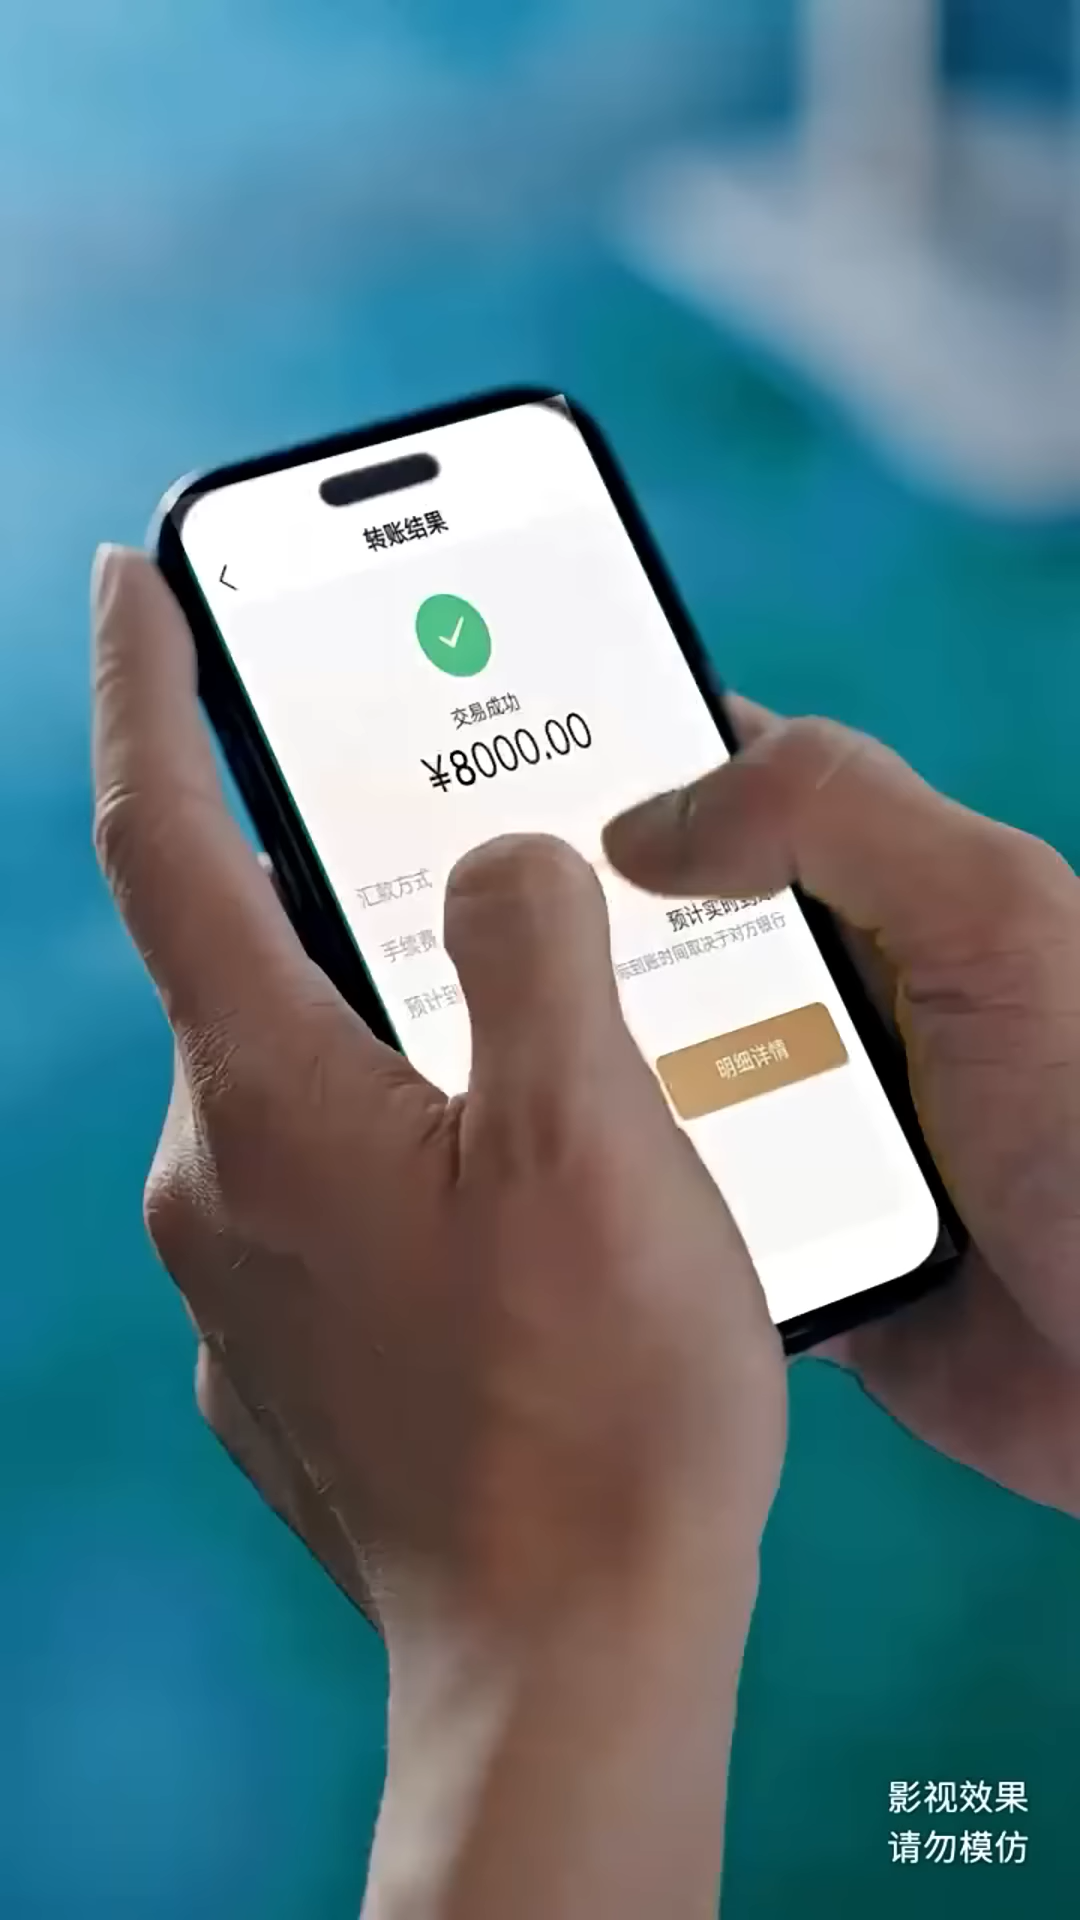 转账结果
交易成功
¥8000.00
汇款方式
手续费
预计到
预计实时到账
际到账时间取决于对方银行
明细详情
影视效果
请勿模仿